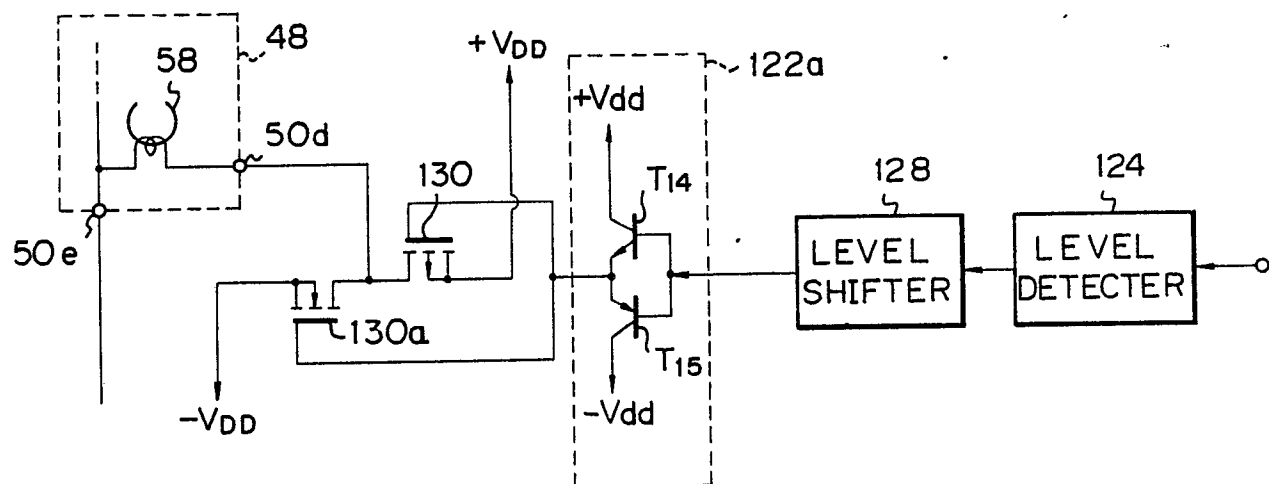 48
58
+VDD
122a
+Vdd
50d
130
T14
128
124
50e
LEVEL
SHIFTER
LEVEL
DETECTER
130a
T15
-VDD
-Vdd